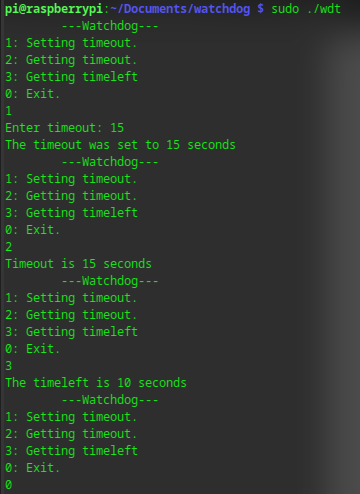 pi@raspberrypi:~/Documents/watchdog $ sudo ./wdt
---Watchdog---
1: Setting timeout.
2: Getting timeout.
3: Getting timeleft
0: Exit.
1
Enter timeout: 15
The timeout was set to 15 seconds
---Watchdog---
1: Setting timeout.
2: Getting timeout.
3: Getting timeleft
0: Exit.
2
Timeout is 15 seconds
---Watchdog---
1: Setting timeout.
2: Getting timeout.
3: Getting timeleft
0: Exit.
3
The timeleft is 10 seconds
---Watchdog---
1: Setting timeout.
2: Getting timeout.
3: Getting timeleft
0: Exit.
0